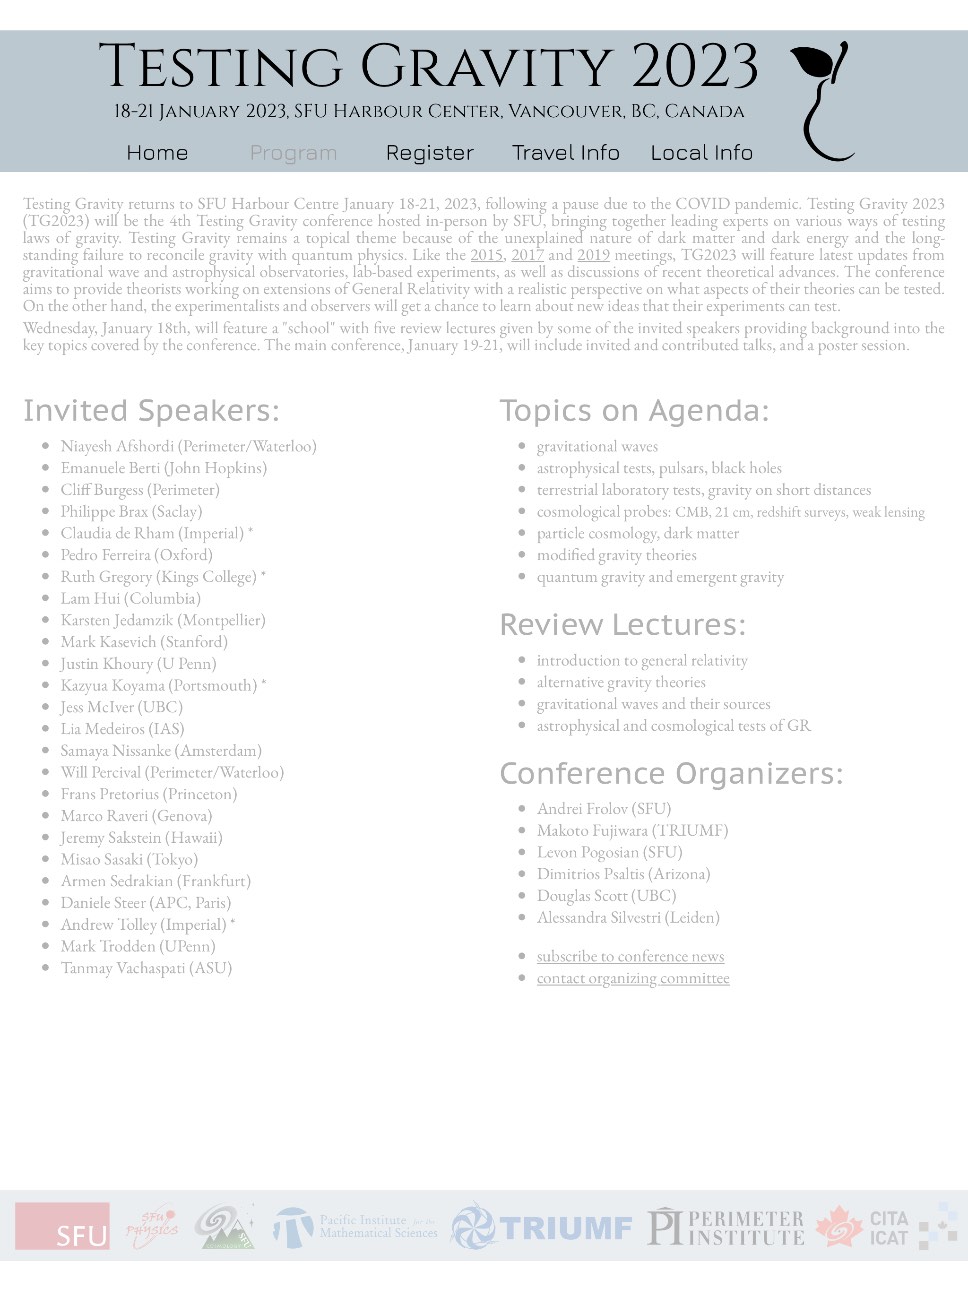 TESTING GRAVITY 2023
18-21 JANUARY 2023, SFU HARBOUR CENTER, VANCOUVER, BC, CANADA
Home Program Register Travel Info Local Info
Testing Gravity returns to SFU Harbour Centre January 18-21, 2023, following a pause due to the COVID pandemic. Testing Gravity 2023
(TG2023) will be the 4th Testing Gravity conference hosted in-person by SFU, bringing together leading experts on various ways of testing
laws of gravity. Testing Gravity remains a topical theme because of the unexplained nature of dark matter and dark energy and the long-
standing failure to reconcile gravity with quantum physics. Like the 2015, 2017 and 2019 meetings, TG2023 will feature latest updates from
gravitational wave and astrophysical observatories, lab-based experiments, as well as discussions of recent theoretical advances. The conference
aims to provide theorists working on extensions of General Relativity with a realistic perspective on what aspects of their theories can be tested.
On the other hand, the experimentalists and observers will get a chance to learn about new ideas that their experiments can test.
Wednesday, January 18th, will feature a "school" with five review lectures given by some of the invited speakers providing background into the
key topics covered by the conference. The main conference, January 19-21, will include invited and contributed talks, and a poster session.
Invited Speakers:
• Niayesh Afshordi (Perimeter/Waterloo)
• Emanuele Berti (John Hopkins)
• Cliff Burgess (Perimeter)
• Philippe Brax (Saclay)
• Claudia de Rham (Imperial) *
• Pedro Ferreira (Oxford)
• Ruth Gregory (Kings College) *
• Lam Hui (Columbia)
• Karsten Jedamzik (Montpellier)
• Mark Kasevich (Stanford)
• Justin Khoury (U Penn)
• Kazyua Koyama (Portsmouth) *
• Jess McIver (UBC)
• Lia Medeiros (IAS)
• Samaya Nissanke (Amsterdam)
• Will Percival (Perimeter/Waterloo)
• Frans Pretorius (Princeton)
• Marco Raveri (Genova)
• Jeremy Sakstein (Hawaii)
• Misao Sasaki (Tokyo)
• Armen Sedrakian (Frankfurt)
• Daniele Steer (APC, Paris)
• Andrew Tolley (Imperial) *
• Mark Trodden (UPenn)
• Tanmay Vachaspati (ASU)
Topics on Agenda:
• gravitational waves
• astrophysical tests, pulsars, black holes
• terrestrial laboratory tests, gravity on short distances
• cosmological probes: CMB, 21 cm, redshift surveys, weak lensing
• particle cosmology, dark matter
• modified gravity theories
• quantum gravity and emergent gravity
Review Lectures:
• introduction to general relativity
• alternative gravity theories
• gravitational waves and their sources
• astrophysical and cosmological tests of GR
Conference Organizers:
• Andrei Frolov (SFU)
• Makoto Fujiwara (TRIUMF)
• Levon Pogosian (SFU)
• Dimitrios Psaltis (Arizona)
• Douglas Scott (UBC)
• Alessandra Silvestri (Leiden)
• subscribe to conference news
• contact organizing committee
SFU
SFU
PHYSICS
SFU
Pacific Institute for the
Mathematical Sciences
TRIUMF
PI PERIMETER
INSTITUTE
CITA
ICAT